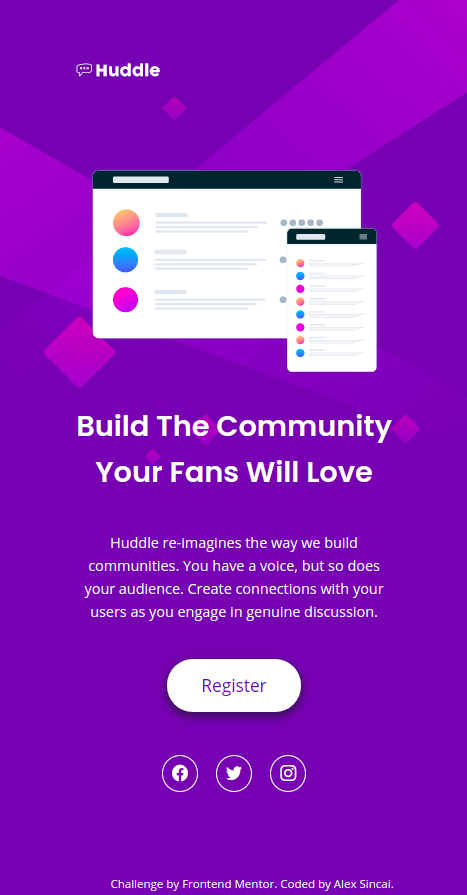 Huddle
Build The Community
Your Fans Will Love
Huddle re-imagines the way we build
communities. You have a voice, but so does
your audience. Create connections with your
users as you engage in genuine discussion.
Register
Challenge by Frontend Mentor. Coded by Alex Sincai.